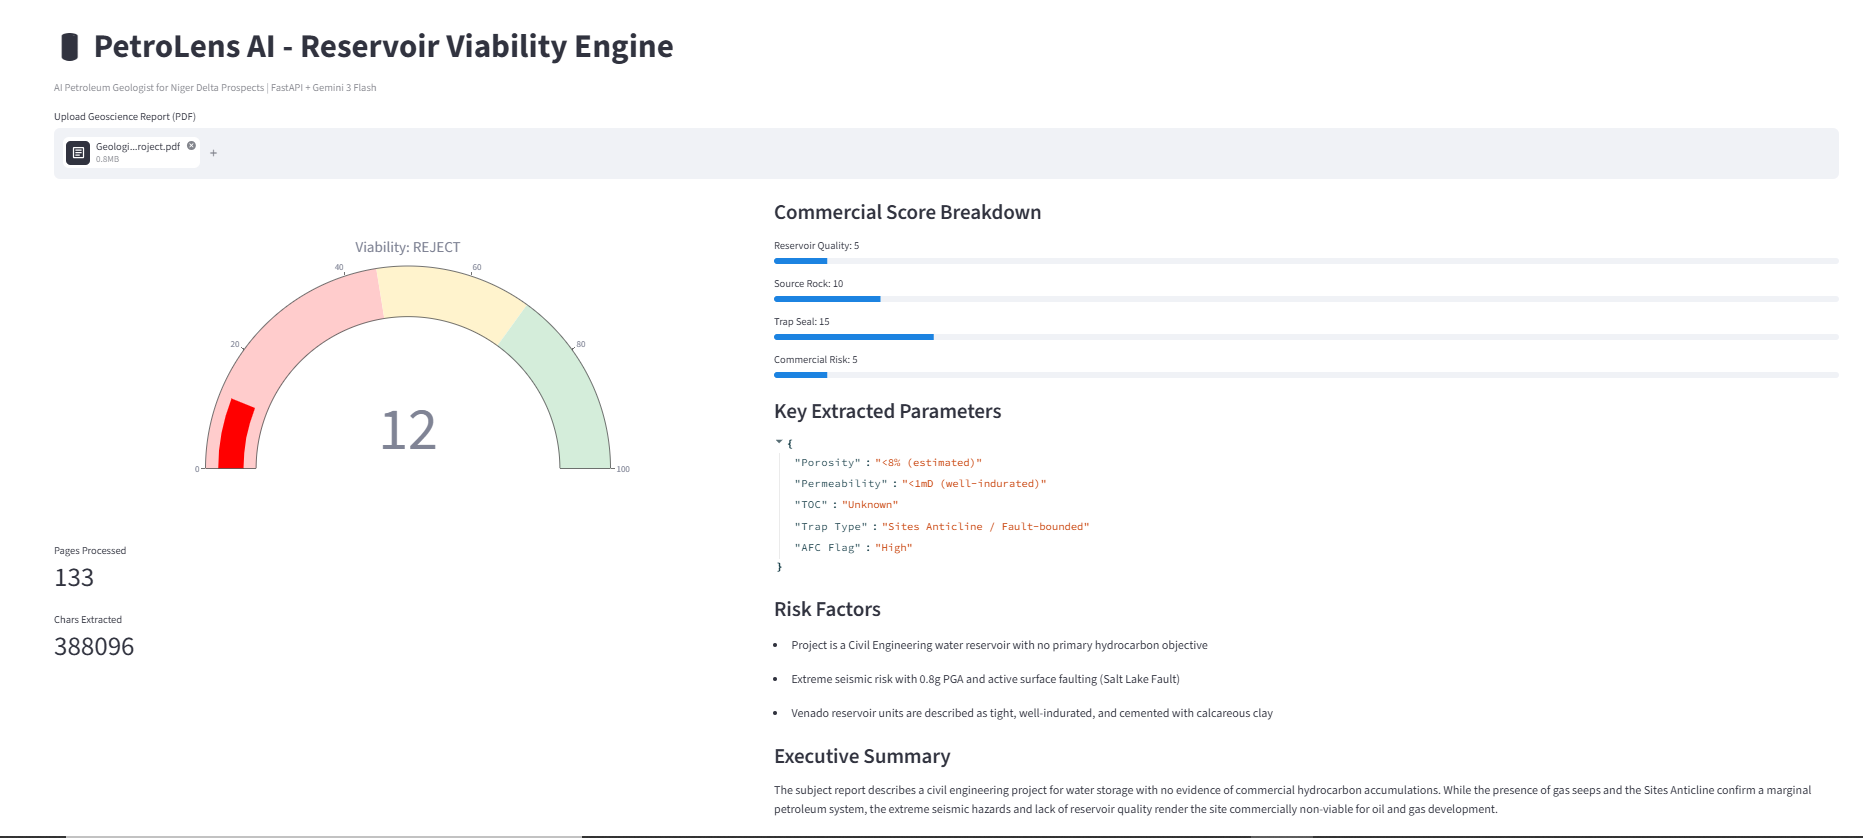 PetroLens AI - Reservoir Viability Engine
AI Petroleum Geologist for Niger Delta Prospects | FastAPI + Gemini 3 Flash
Upload Geoscience Report (PDF)
Geologi...roject.pdf
0.8MB
+
Viability: REJECT
0
20
40
60
80
100
12
Pages Processed
133
Chars Extracted
388096
Commercial Score Breakdown
Reservoir Quality: 5
Source Rock: 10
Trap Seal: 15
Commercial Risk: 5
Key Extracted Parameters
{
"Porosity" : "<8% (estimated)"
"Permeability" : "<1mD (well-indurated)"
"TOC" : "Unknown"
"Trap Type" : "Sites Anticline / Fault-bounded"
"AFC Flag" : "High"
}
Risk Factors
• Project is a Civil Engineering water reservoir with no primary hydrocarbon objective
• Extreme seismic risk with 0.8g PGA and active surface faulting (Salt Lake Fault)
• Venado reservoir units are described as tight, well-indurated, and cemented with calcareous clay
Executive Summary
The subject report describes a civil engineering project for water storage with no evidence of commercial hydrocarbon accumulations. While the presence of gas seeps and the Sites Anticline confirm a marginal
petroleum system, the extreme seismic hazards and lack of reservoir quality render the site commercially non-viable for oil and gas development.